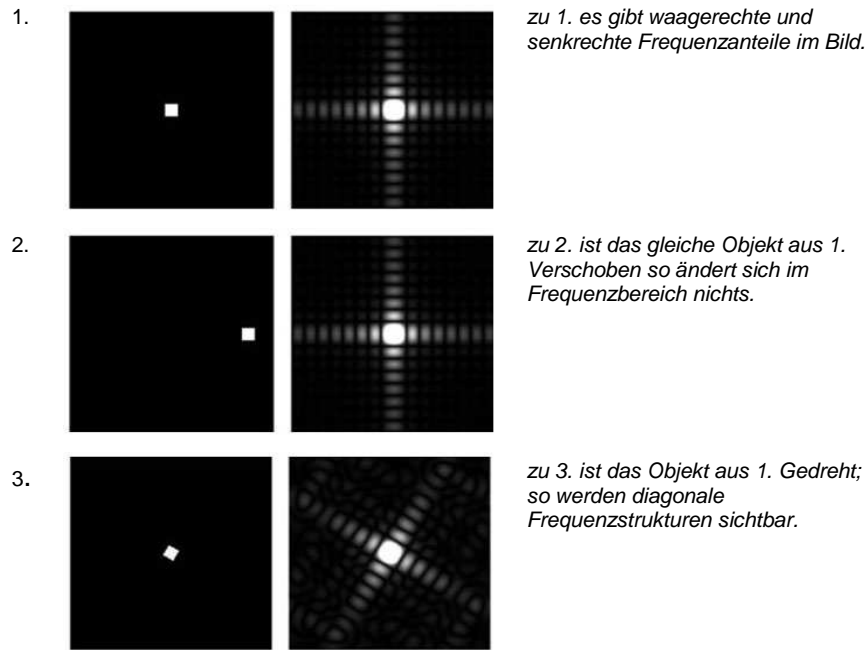 1.
zu 1. es gibt waagerechte und
senkrechte Frequenzanteile im Bild.
2.
zu 2. ist das gleiche Objekt aus 1.
Verschoben so ändert sich im
Frequenzbereich nichts.
3.
zu 3. ist das Objekt aus 1. Gedreht;
so werden diagonale
Frequenzstrukturen sichtbar.